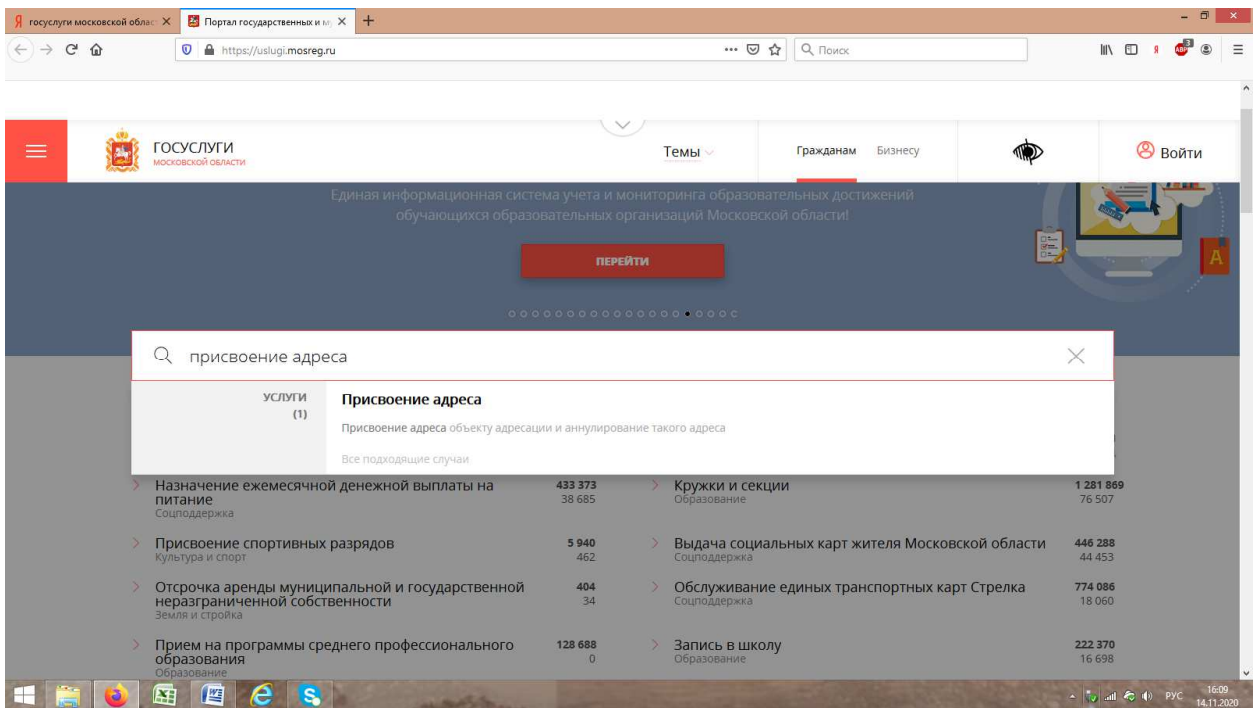 госуслуги московской облас
Портал государственных и м
https://uslugi.mosreg.ru
Поиск
ABP
3
ГОСУСЛУГИ
МОСКОВСКОЙ ОБЛАСТИ
Темы
Гражданам
Бизнесу
Войти
Единая информационная система учета и мониторинга образовательных достижений
обучающихся образовательных организаций Московской области!
ПЕРЕЙТИ
присвоение адреса
УСЛУГИ
(1)
Присвоение адреса
Присвоение адреса объекту адресации и аннулирование такого адреса
Все подходящие случаи
Назначение ежемесячной денежной выплаты на
питание
Соцподдержка
433 373
38 685
Кружки и секции
Образование
1 281 869
76 507
Присвоение спортивных разрядов
Культура и спорт
5 940
462
Выдача социальных карт жителя Московской области
Соцподдержка
446 288
44 453
Отсрочка аренды муниципальной и государственной
неразграниченной собственности
Земля и стройка
404
34
Обслуживание единых транспортных карт Стрелка
Соцподдержка
774 086
18 060
Прием на программы среднего профессионального
образования
Образование
128 688
0
Запись в школу
Образование
222 370
16 698
РУС
16:09
14.11.2020